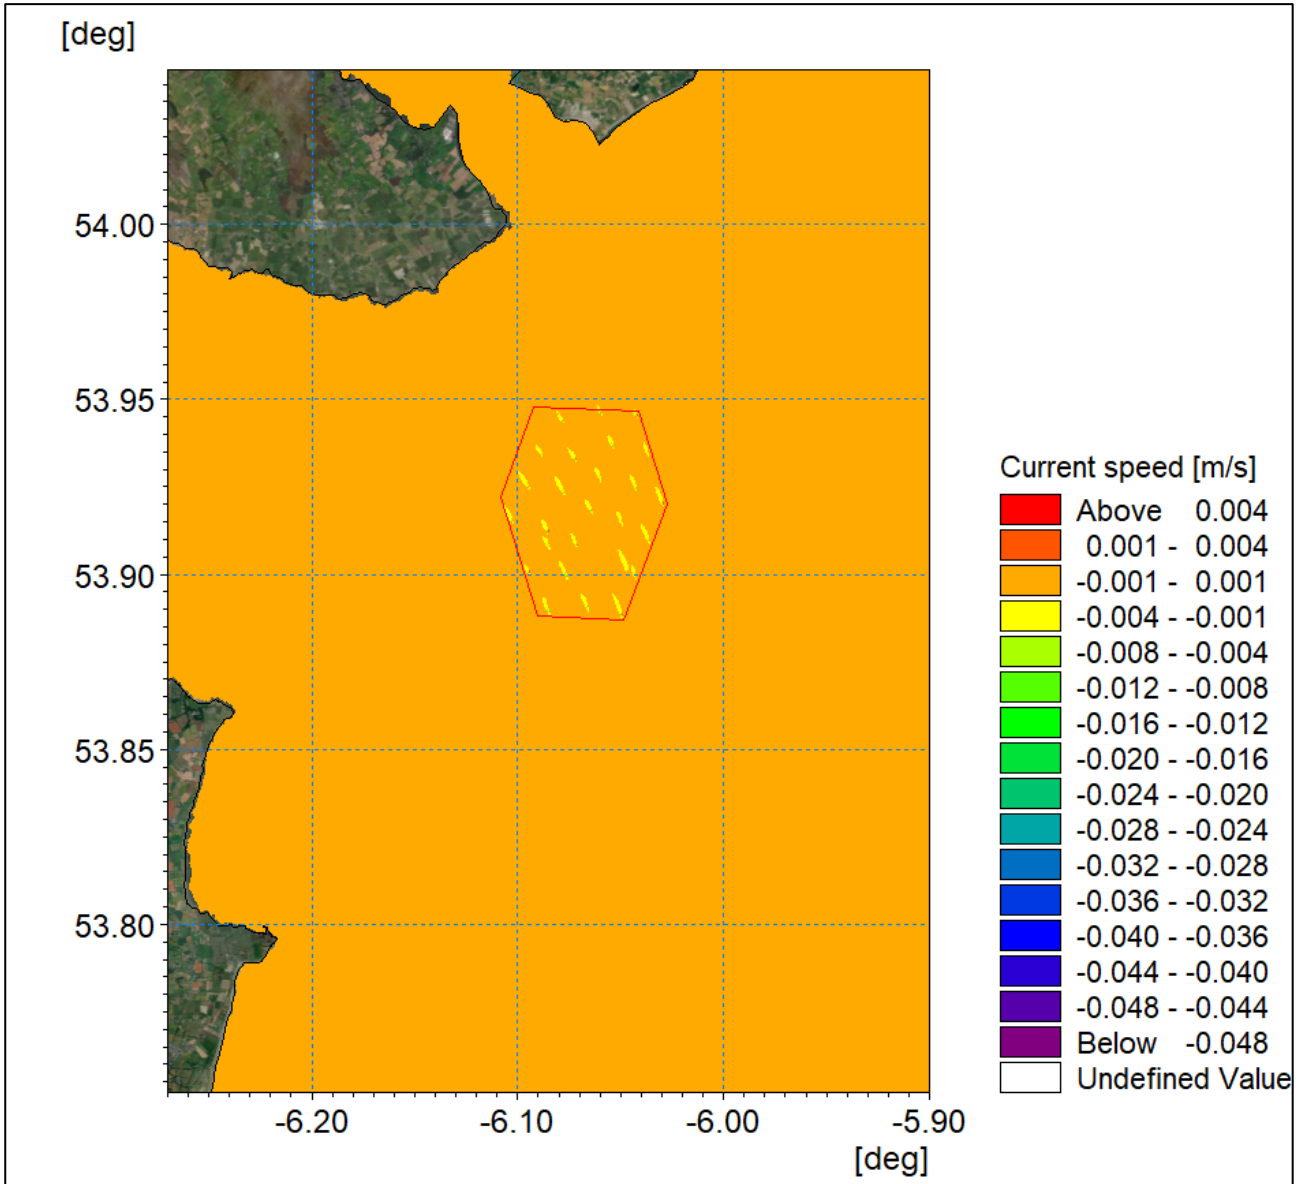 [deg]
54.00
53.95
53.90
53.85
53.80
-6.20
-6.10
-6.00
-5.90
[deg]
Current speed [m/s]
Above 0.004
0.001 - 0.004
-0.001 - 0.001
-0.004 - -0.001
-0.008 - -0.004
-0.012 - -0.008
-0.016 - -0.012
-0.020 - -0.016
-0.024 - -0.020
-0.028 - -0.024
-0.032 - -0.028
-0.036 - -0.032
-0.040 - -0.036
-0.044 - -0.040
-0.048 - -0.044
Below -0.048
Undefined Value